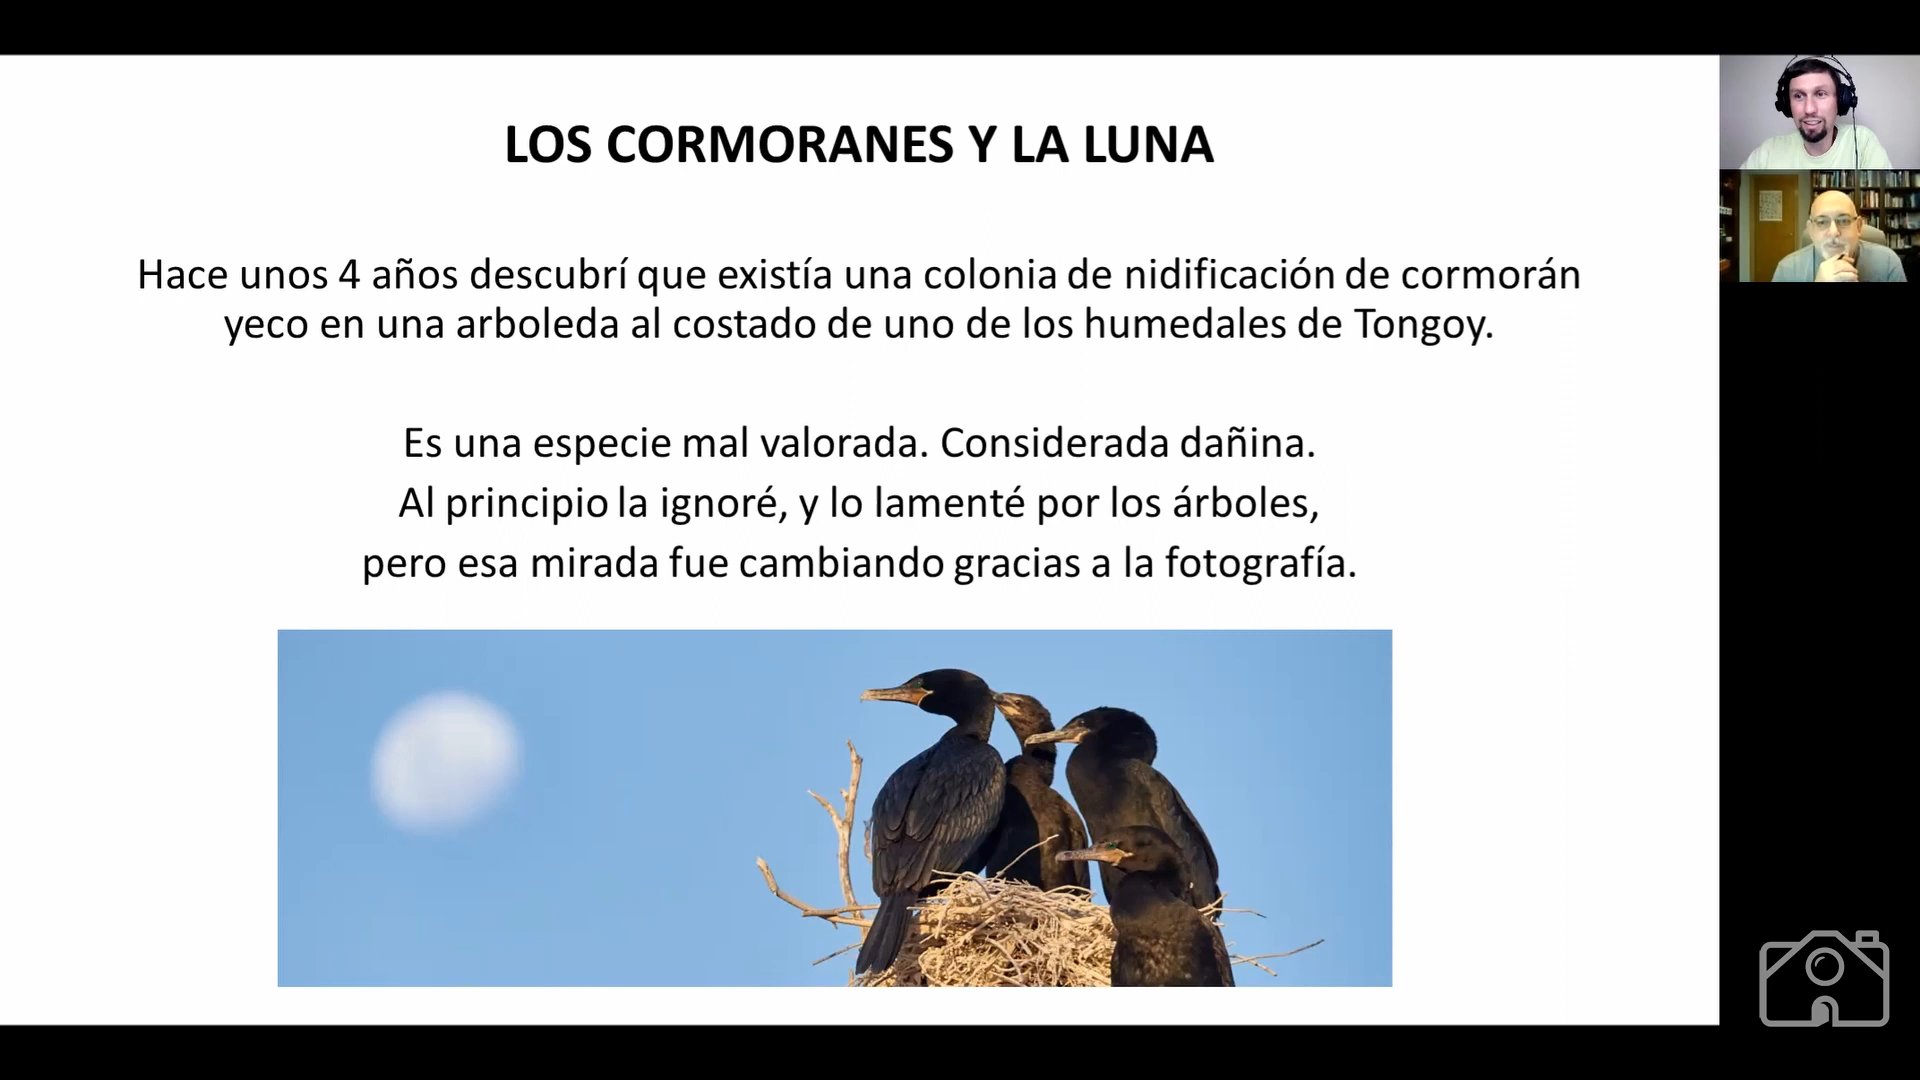 LOS CORMORANES Y LA LUNA
Hace unos 4 años descubrí que existía una colonia de nidificación de cormorán
yeco en una arboleda al costado de uno de los humedales de Tongoy.
Es una especie mal valorada. Considerada dañina.
Al principio la ignoré, y lo lamenté por los árboles,
pero esa mirada fue cambiando gracias a la fotografía.